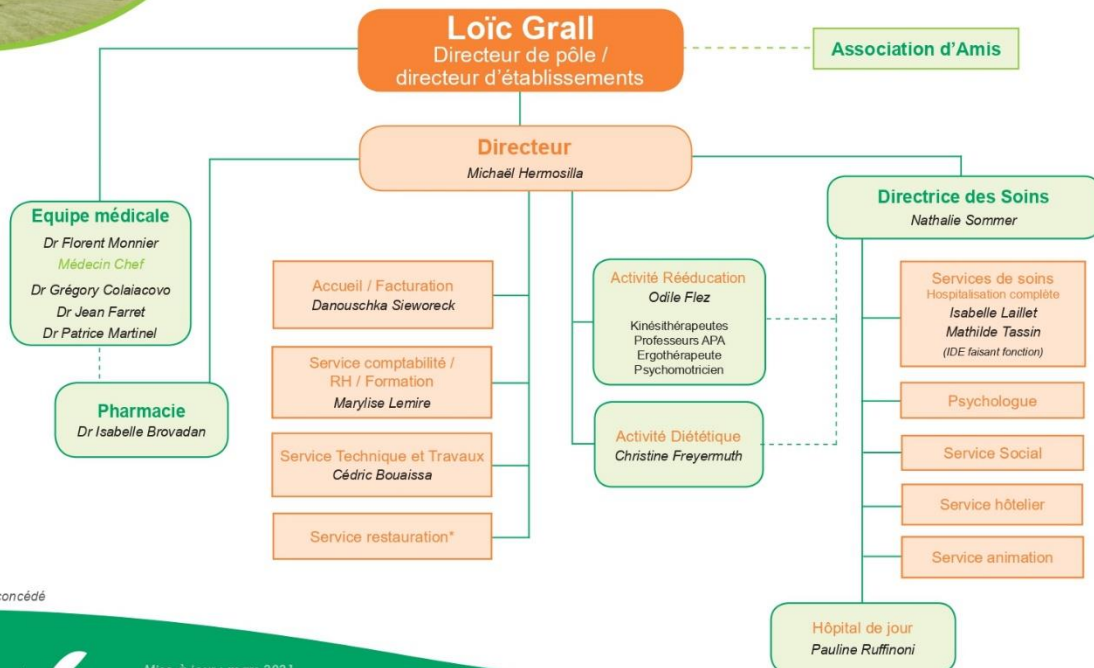 Loïc Grall
Directeur de pôle /
directeur d'établissements
Association d'Amis
Directeur
Michaël Hermosilla
Equipe médicale
Dr Florent Monnier
Médecin Chef
Dr Grégory Colaiacovo
Dr Jean Farret
Dr Patrice Martinel
Pharmacie
Dr Isabelle Brovadan
Accueil / Facturation
Danouschka Sieworeck
Service comptabilité /
RH / Formation
Marylise Lemire
Service Technique et Travaux
Cédric Bouaissa
Service restauration*
Activité Rééducation
Odile Flez
Kinésithérapeutes
Professeurs APA
Ergothérapeute
Psychomotricien
Activité Diététique
Christine Freyermuth
Directrice des Soins
Nathalie Sommer
Services de soins
Hospitalisation complète
Isabelle Laillet
Mathilde Tassin
(IDE faisant fonction)
Psychologue
Service Social
Service hôtelier
Service animation
Hôpital de jour
Pauline Ruffinoni
concédé